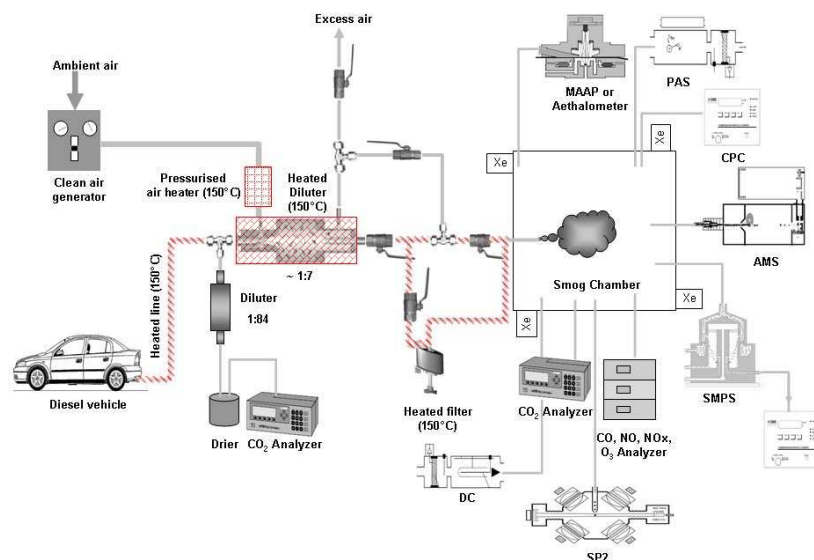 Excess air
Ambient air
MAAP or
Aethalometer
PAS
Xe
Xe
CPC
Clean air
generator
Pressurised
air heater (150°C)
Heated
Diluter
(150°C)
~ 1:7
Heated line (150°C)
Diluter
1:84
Smog Chamber
AMS
Xe
Xe
Diesel vehicle
Drier
CO₂ Analyzer
Heated filter
(150°C)
CO₂ Analyzer
CO, NO, NOx,
O₃ Analyzer
SMPS
DC
SP2